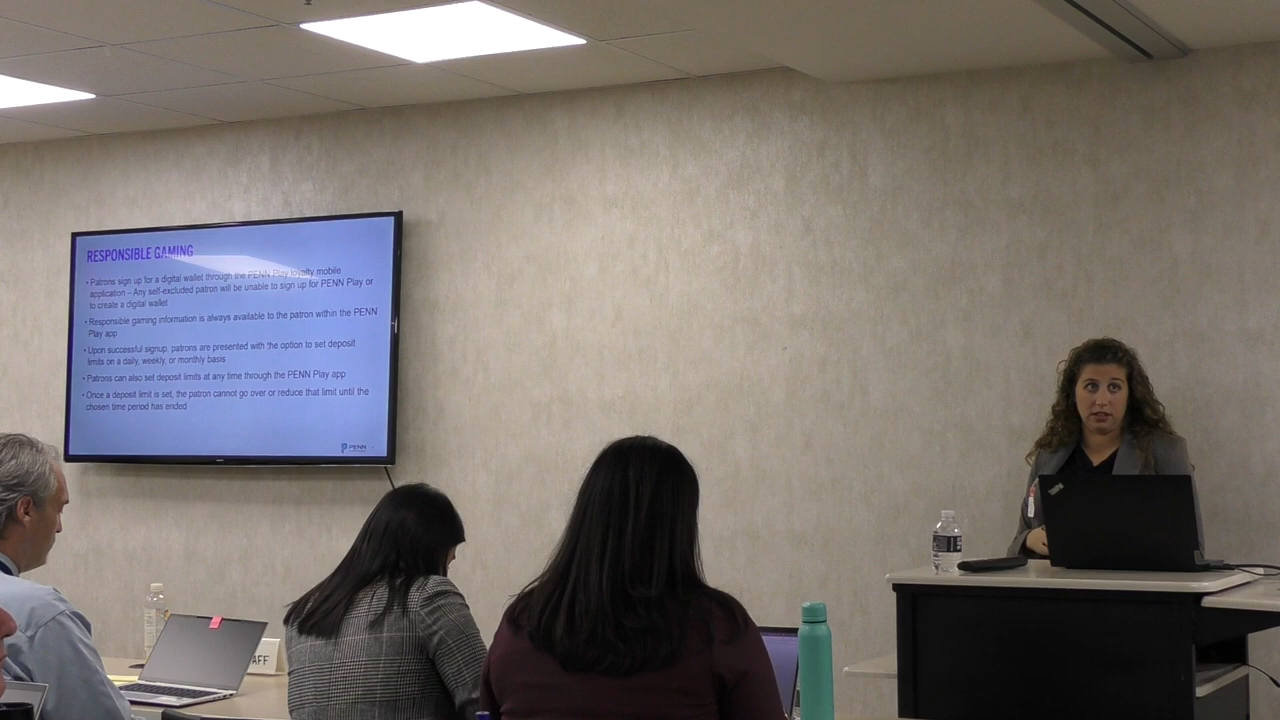 RESPONSIBLE GAMING
• Patrons sign up for a digital wallet through the PENN Play loyalty mobile
application – Any self-excluded patron will be unable to sign up for PENN Play or
to create a digital wallet
• Responsible gaming information is always available to the patron within the PENN
Play app
• Upon successful signup, patrons are presented with the option to set deposit
limits on a daily, weekly, or monthly basis
• Patrons can also set deposit limits at any time through the PENN Play app
• Once a deposit limit is set, the patron cannot go over or reduce that limit until the
chosen time period has ended
PENN
AFF